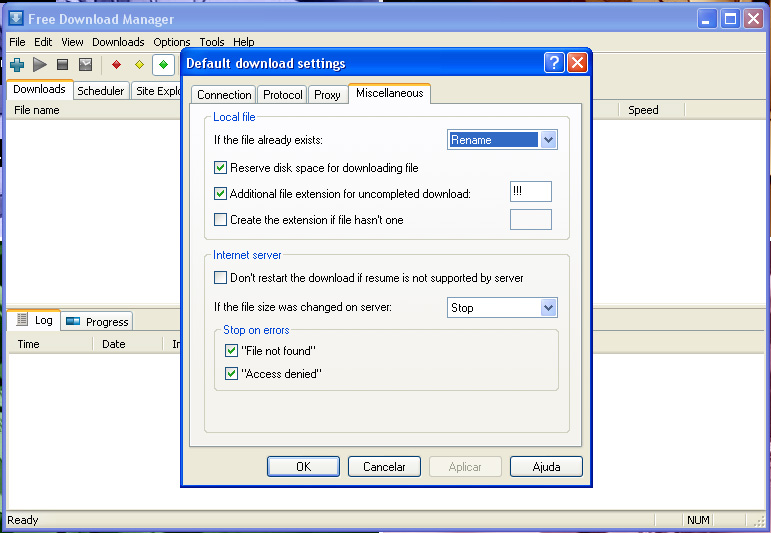 Free Download Manager
File Edit View Downloads Options Tools Help
Default download settings
Downloads Scheduler Site Explo
File name Speed
Connection Protocol Proxy Miscellaneous
Local file
If the file already exists: Rename
Reserve disk space for downloading file
Additional file extension for uncompleted download: !!!
Create the extension if file hasn't one
Internet server
Don't restart the download if resume is not supported by server
If the file size was changed on server: Stop
Stop on errors
"File not found"
"Access denied"
Log Progress
Time Date In
OK Cancelar Aplicar Ajuda
Ready NUM